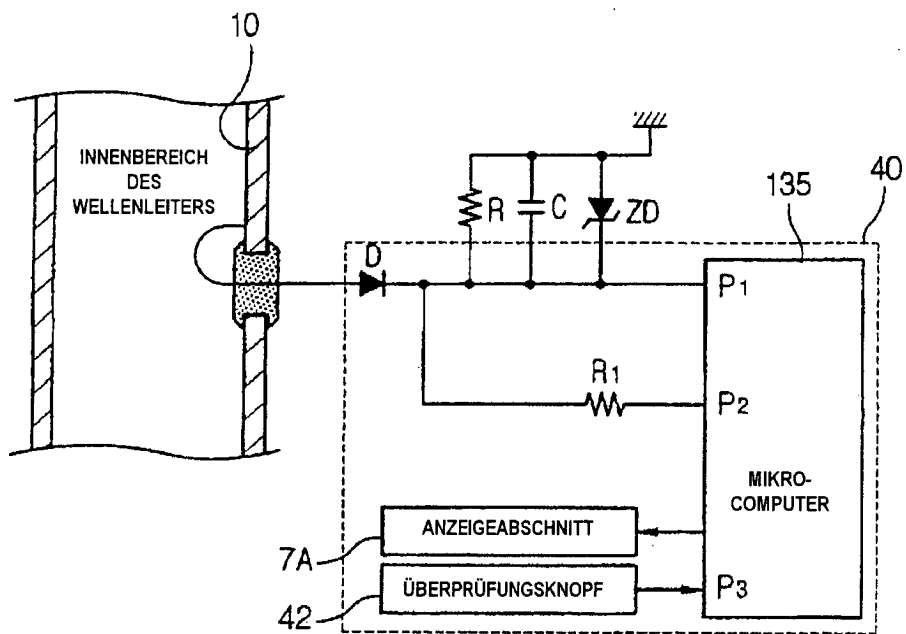 10
INNENBEREICH
DES
WELLENLEITERS
R
C
ZD
135
40
D
P1
R1
P2
MIKRO-
COMPUTER
ANZEIGEABSCHNITT
7A
ÜBERPRÜFUNGSKNOPF
P3
42